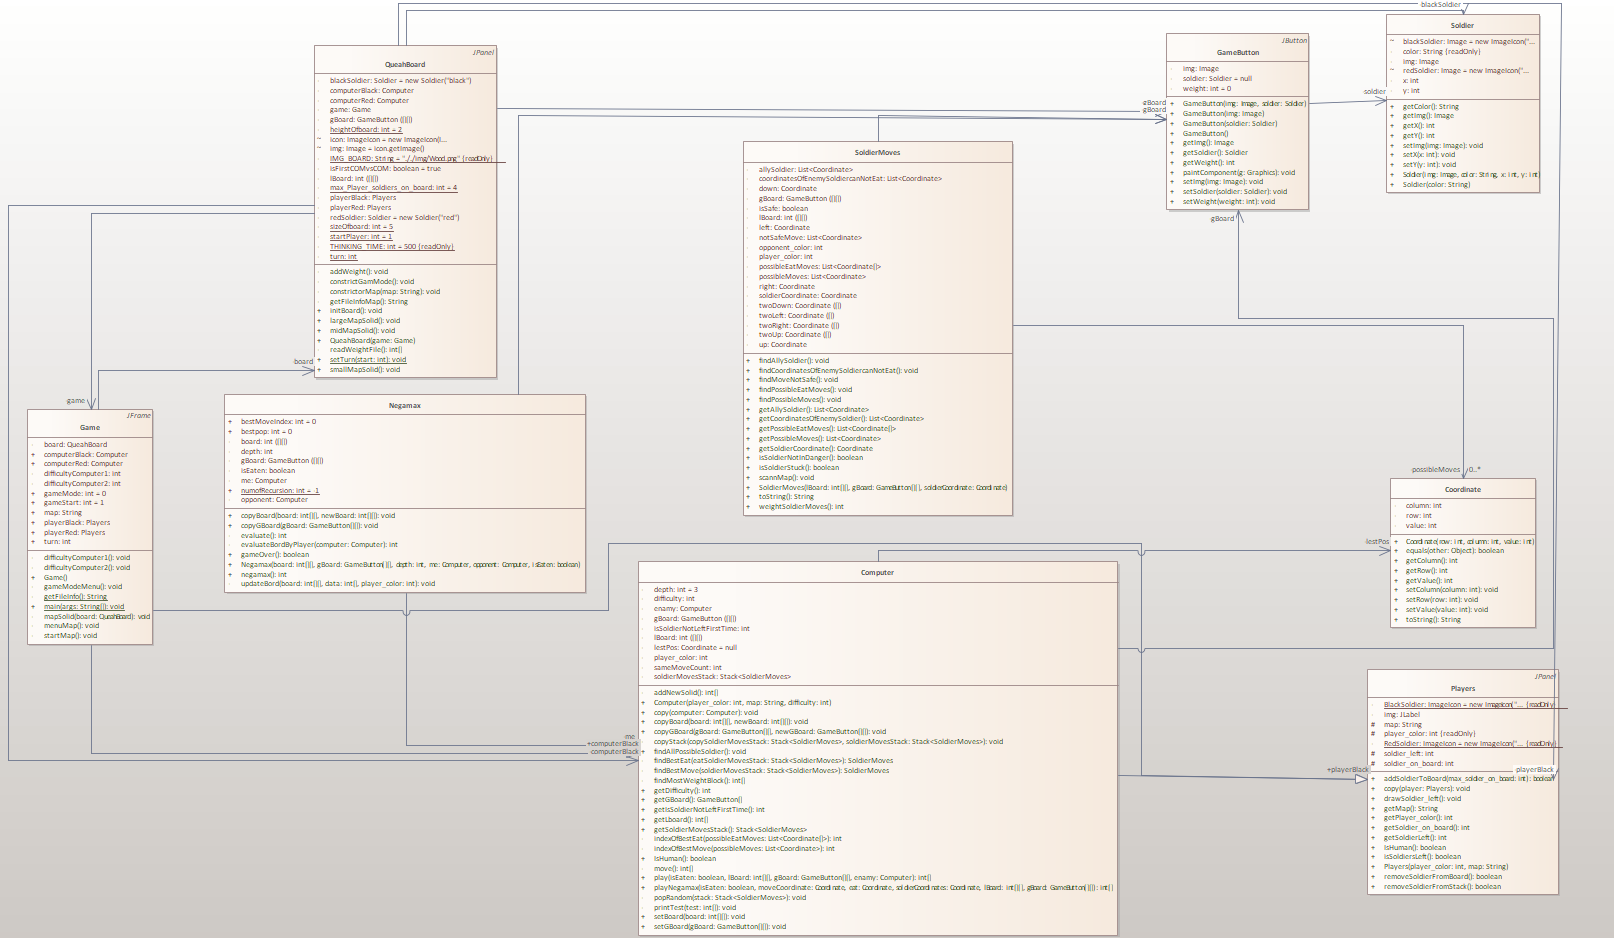 blackSoldier
JPanel
QueahBoard
blackSoldier: Soldier = new Soldier("black")
computerBlack: Computer
computerRed: Computer
game: Game
gBoard: GameButton ([][])
heightOfboard: int = 2
~ icon: ImageIcon = new ImageIcon(i...
~ img: Image = icon.getImage()
IMG_BOARD: String = "././img/Wood.png" {readOnly}
isFirstCOMvsCOM: boolean = true
lBoard: int ([][])
max_Player_soldiers_on_board: int = 4
playerBlack: Players
playerRed: Players
redSoldier: Soldier = new Soldier("red")
sizeOfboard: int = 5
startPlayer: int = 1
THINKING_TIME: int = 500 {readOnly}
turn: int
addWeight(): void
constrictGamMode(): void
constrictorMap(map: String): void
getFileInfoMap(): String
+ initBoard(): void
largeMapSolid(): void
midMapSolid(): void
+ QueahBoard(game: Game)
readWeightFile(): int[]
+ setTurn(start: int): void
+ smallMapSolid(): void
JButton
GameButton
img: Image
soldier: Soldier = null
weight: int = 0
+ GameButton(img: Image, soldier: Soldier)
+ GameButton(img: Image)
+ GameButton(soldier: Soldier)
+ GameButton()
+ getImg(): Image
+ getSoldier(): Soldier
+ getWeight(): int
+ paintComponent(g: Graphics): void
+ setImg(img: Image): void
+ setSoldier(soldier: Soldier): void
+ setWeight(weight: int): void
gBoard
gBoard
gBoard
soldier
Soldier
~ blackSoldier: Image = new ImageIcon("...
color: String {readOnly}
img: Image
~ redSoldier: Image = new ImageIcon("...
x: int
y: int
+ getColor(): String
+ getImg(): Image
+ getX(): int
+ getY(): int
+ setImg(img: Image): void
+ setX(x: int): void
+ setY(y: int): void
+ Soldier(img: Image, color: String, x: int, y: int)
+ Soldier(color: String)
SoldierMoves
allySoldier: List<Coordinate>
coordinatesOfEnemySoldiercanNotEat: List<Coordinate>
down: Coordinate
gBoard: GameButton ([][])
isSafe: boolean
lBoard: int ([][])
left: Coordinate
notSafeMove: List<Coordinate>
opponent_color: int
player_color: int
possibleEatMoves: List<Coordinate[]>
possibleMoves: List<Coordinate>
right: Coordinate
soldierCoordinate: Coordinate
twoDown: Coordinate ([])
twoLeft: Coordinate ([])
twoRight: Coordinate ([])
twoUp: Coordinate ([])
up: Coordinate
+ findAllySoldier(): void
+ findCoordinatesOfEnemySoldiercanNotEat(): void
+ findMoveNotSafe(): void
+ findPossibleEatMoves(): void
+ findPossibleMoves(): void
+ getAllySoldier(): List<Coordinate>
+ getCoordinatesOfEnemySoldier(): List<Coordinate>
+ getPossibleEatMoves(): List<Coordinate[]>
+ getPossibleMoves(): List<Coordinate>
+ getSoldierCoordinate(): Coordinate
+ isSoldierNotInDanger(): boolean
+ isSoldierStuck(): boolean
+ scannMap(): void
+ SoldierMoves(lBoard: int[][], gBoard: GameButton[][], soldierCoordinate: Coordinate)
+ toString(): String
+ weightSoldierMoves(): int
board
game
JFrame
Game
board: QueahBoard
+ computerBlack: Computer
+ computerRed: Computer
difficultyComputer1: int
difficultyComputer2: int
+ gameMode: int = 0
+ gameStart: int = 1
+ map: String
+ playerBlack: Players
+ playerRed: Players
+ turn: int
difficultyComputer1(): void
difficultyComputer2(): void
+ Game()
gameModeMenu(): void
getFileInfo(): String
+ main(args: String[]): void
mapSolid(board: QueahBoard): void
menuMap(): void
startMap(): void
Negamax
+ bestMoveIndex: int = 0
+ bestpop: int = 0
board: int ([][])
depth: int
gBoard: GameButton ([][])
isEaten: boolean
me: Computer
+ numofRecursion: int = -1
opponent: Computer
+ copyBoard(board: int[][], newBoard: int[][]): void
+ copyGBoard(gBoard: GameButton[][]): void
evaluate(): int
evaluateBordByPlayer(computer: Computer): int
+ gameOver(): boolean
+ Negamax(board: int[][], gBoard: GameButton[][], depth: int, me: Computer, opponent: Computer, isEaten: boolean)
+ negamax(): int
updateBord(board: int[][], data: int[], player_color: int): void
possibleMoves 0..*
Coordinate
column: int
row: int
value: int
+ Coordinate(row: int, column: int, value: int)
+ equals(other: Object): boolean
+ getColumn(): int
+ getRow(): int
+ getValue(): int
+ setColumn(column: int): void
+ setRow(row: int): void
+ setValue(value: int): void
+ toString(): String
lestPos
Computer
depth: int = 3
difficulty: int
enamy: Computer
gBoard: GameButton ([][])
isSoldierNotLeftFirstTime: int
lBoard: int ([][])
lestPos: Coordinate = null
player_color: int
sameMoveCount: int
soldierMovesStack: Stack<SoldierMoves>
addNewSolid(): int[]
+ Computer(player_color: int, map: String, difficulty: int)
+ copy(computer: Computer): void
+ copyBoard(board: int[][], newBoard: int[][]): void
+ copyGBoard(gBoard: GameButton[][], newGBoard: GameButton[][]): void
copyStack(copySoldierMovesStack: Stack<SoldierMoves>, soldierMovesStack: Stack<SoldierMoves>): void
+ findAllPossibleSoldier(): void
findBestEat(eatSoldierMovesStack: Stack<SoldierMoves>): SoldierMoves
findBestMove(soldierMovesStack: Stack<SoldierMoves>): SoldierMoves
findMostWeightBlock(): int[]
+ getDifficulty(): int
+ getGBoard(): GameButton[]
+ getIsSoldierNotLeftFirstTime(): int
+ getLboard(): int[]
+ getSoldierMovesStack(): Stack<SoldierMoves>
indexOfBestEat(possibleEatMoves: List<Coordinate[]>): int
indexOfBestMove(possibleMoves: List<Coordinate>): int
+ IsHuman(): boolean
move(): int[]
+ play(isEaten: boolean, lBoard: int[][], gBoard: GameButton[][], enamy: Computer): int[]
+ playNegamax(isEaten: boolean, moveCoordinate: Coordinate, eat: Coordinate, soldierCoordinates: Coordinate, lBoard: int[][], gBoard: GameButton[][]): int[]
popRandom(stack: Stack<SoldierMoves>): void
printTest(test: int[]): void
+ setBoard(board: int[][]): void
+ setGBoard(gBoard: GameButton[][]): void
-me
+computerBlack
computerBlack
+playerBlack
playerBlack
JPanel
Players
BlackSoldier: ImageIcon = new ImageIcon("... {readOnly}
img: JLabel
# map: String
# player_color: int {readOnly}
RedSoldier: ImageIcon = new ImageIcon("... {readOnly}
# soldier_left: int
# soldier_on_board: int
+ addSoldierToBoard(max_soldier_on_board: int): boolean
+ copy(player: Players): void
+ drawSoldier_left(): void
+ getMap(): String
+ getPlayer_color(): int
+ getSoldier_on_board(): int
+ getSoldierLeft(): int
+ IsHuman(): boolean
+ isSoldiersLeft(): boolean
+ Players(player_color: int, map: String)
+ removeSoldierFromBoard(): boolean
+ removeSoldierFromStack(): boolean